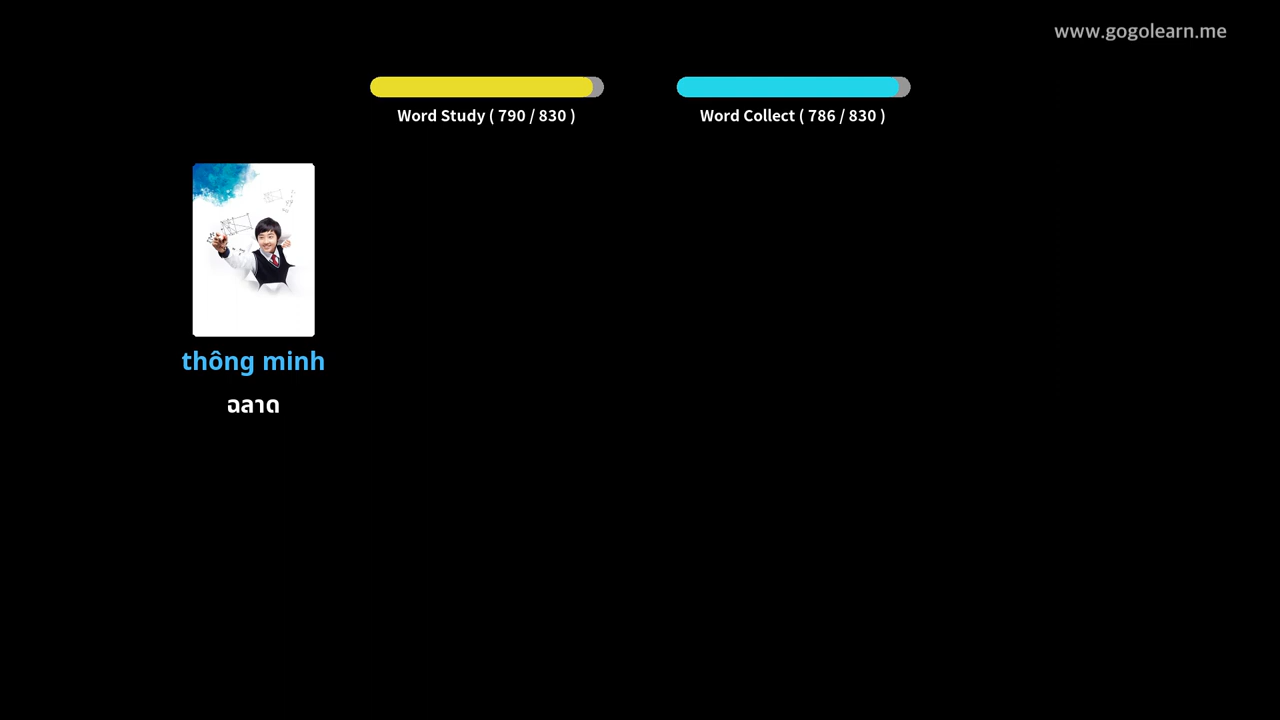 www.gogolearn.me
Word Study ( 790 / 830 )
Word Collect ( 786 / 830 )
thông minh
ฉลาด